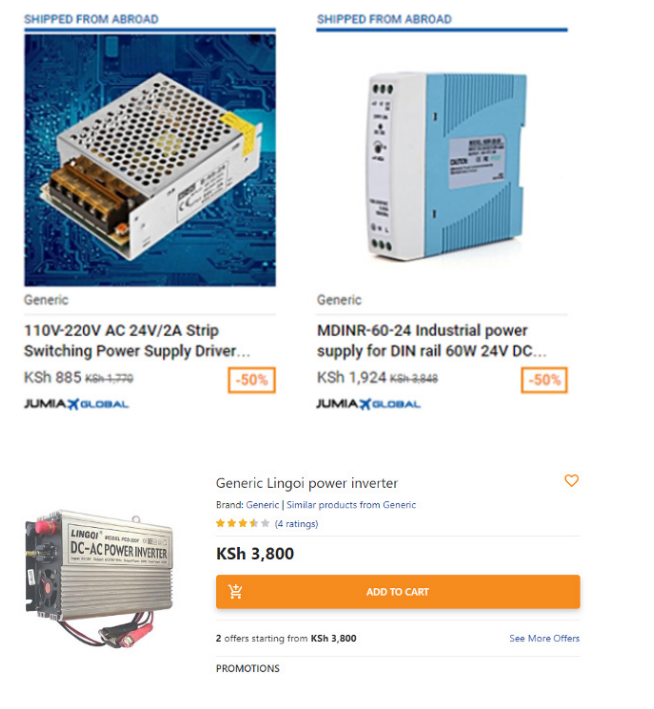 SHIPPED FROM ABROAD
SHIPPED FROM ABROAD
Generic
Generic
110V-220V AC 24V/2A Strip
Switching Power Supply Driver...
MDINR-60-24 Industrial power
supply for DIN rail 60W 24V DC...
KSh 885 KSh 1,770
-50%
KSh 1,924 KSh 3,848
-50%
JUMIA GLOBAL
JUMIA GLOBAL
CAUTION
Generic Lingoi power inverter
Brand: Generic | Similar products from Generic
(4 ratings)
KSh 3,800
ADD TO CART
2 offers starting from KSh 3,800
See More Offers
PROMOTIONS
LINGQI
DC-AC POWER INVERTER